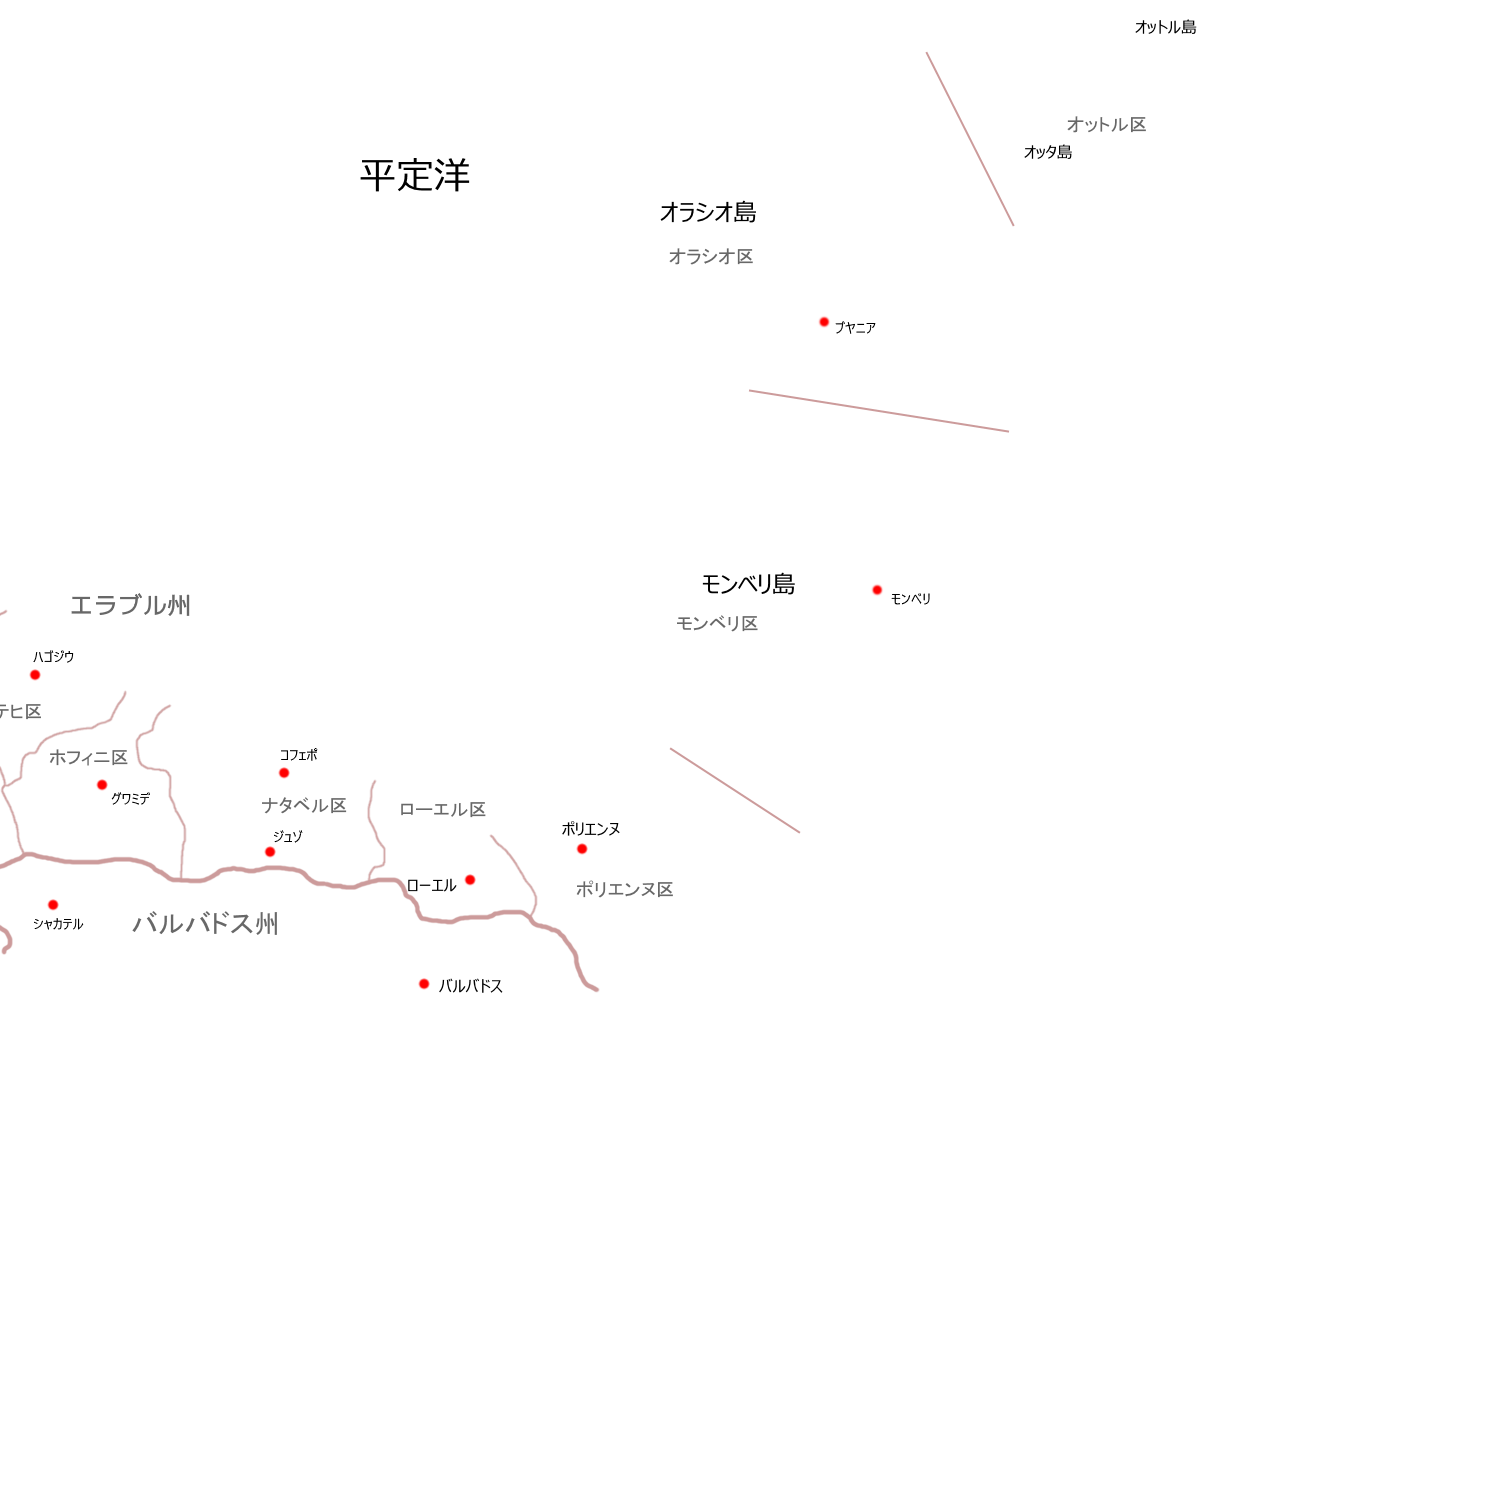 オットル島
オットル区
オッタ島
平定洋
オラシオ島
オラシオ区
プヤニア
モンベリ島
モンベリ
モンベリ区
エラブル州
ハゴジウ
テヒ区
ホフィニ区
グワミデ
コフェポ
ナタベル区
ローエル区
ジュゾ
ポリエンヌ
ローエル
ポリエンヌ区
シャカテル
バルバドス州
バルバドス